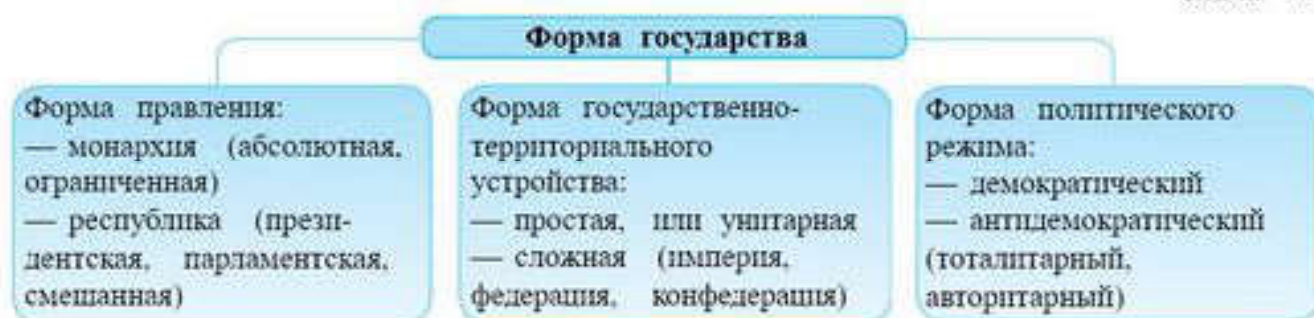 Форма государства
Форма правления:
— монархия (абсолютная,
ограниченная)
— республика (прези-
дентская, парламентская,
смешанная)
Форма государственно-
территориального
устройства:
— простая, или унитарная
— сложная (империя,
федерация, конфедерация)
Форма политического
режима:
— демократический
— антидемократический
(тоталитарный,
авторитарный)